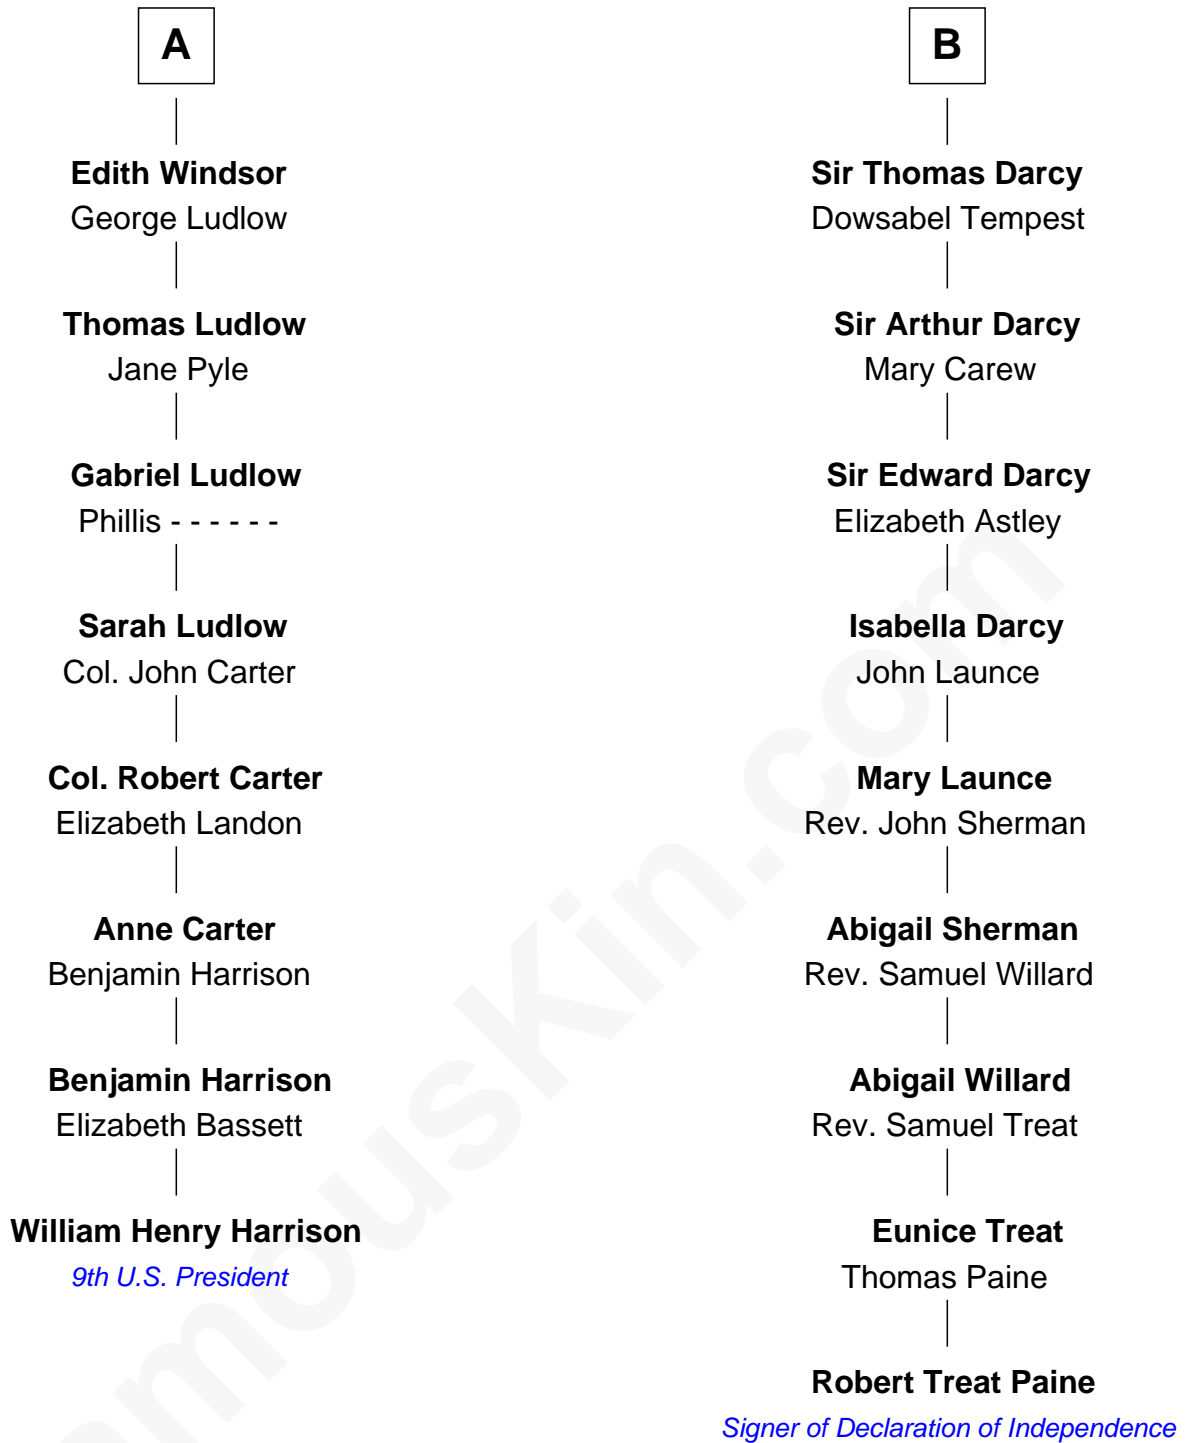 A
Edith Windsor
George Ludlow
Thomas Ludlow
Jane Pyle
Gabriel Ludlow
Phillis - - - - - -
Sarah Ludlow
Col. John Carter
Col. Robert Carter
Elizabeth Landon
Anne Carter
Benjamin Harrison
Benjamin Harrison
Elizabeth Bassett
William Henry Harrison
9th U.S. President
B
Sir Thomas Darcy
Dowsabel Tempest
Sir Arthur Darcy
Mary Carew
Sir Edward Darcy
Elizabeth Astley
Isabella Darcy
John Launce
Mary Launce
Rev. John Sherman
Abigail Sherman
Rev. Samuel Willard
Abigail Willard
Rev. Samuel Treat
Eunice Treat
Thomas Paine
Robert Treat Paine
Signer of Declaration of Independence
amouskin.com